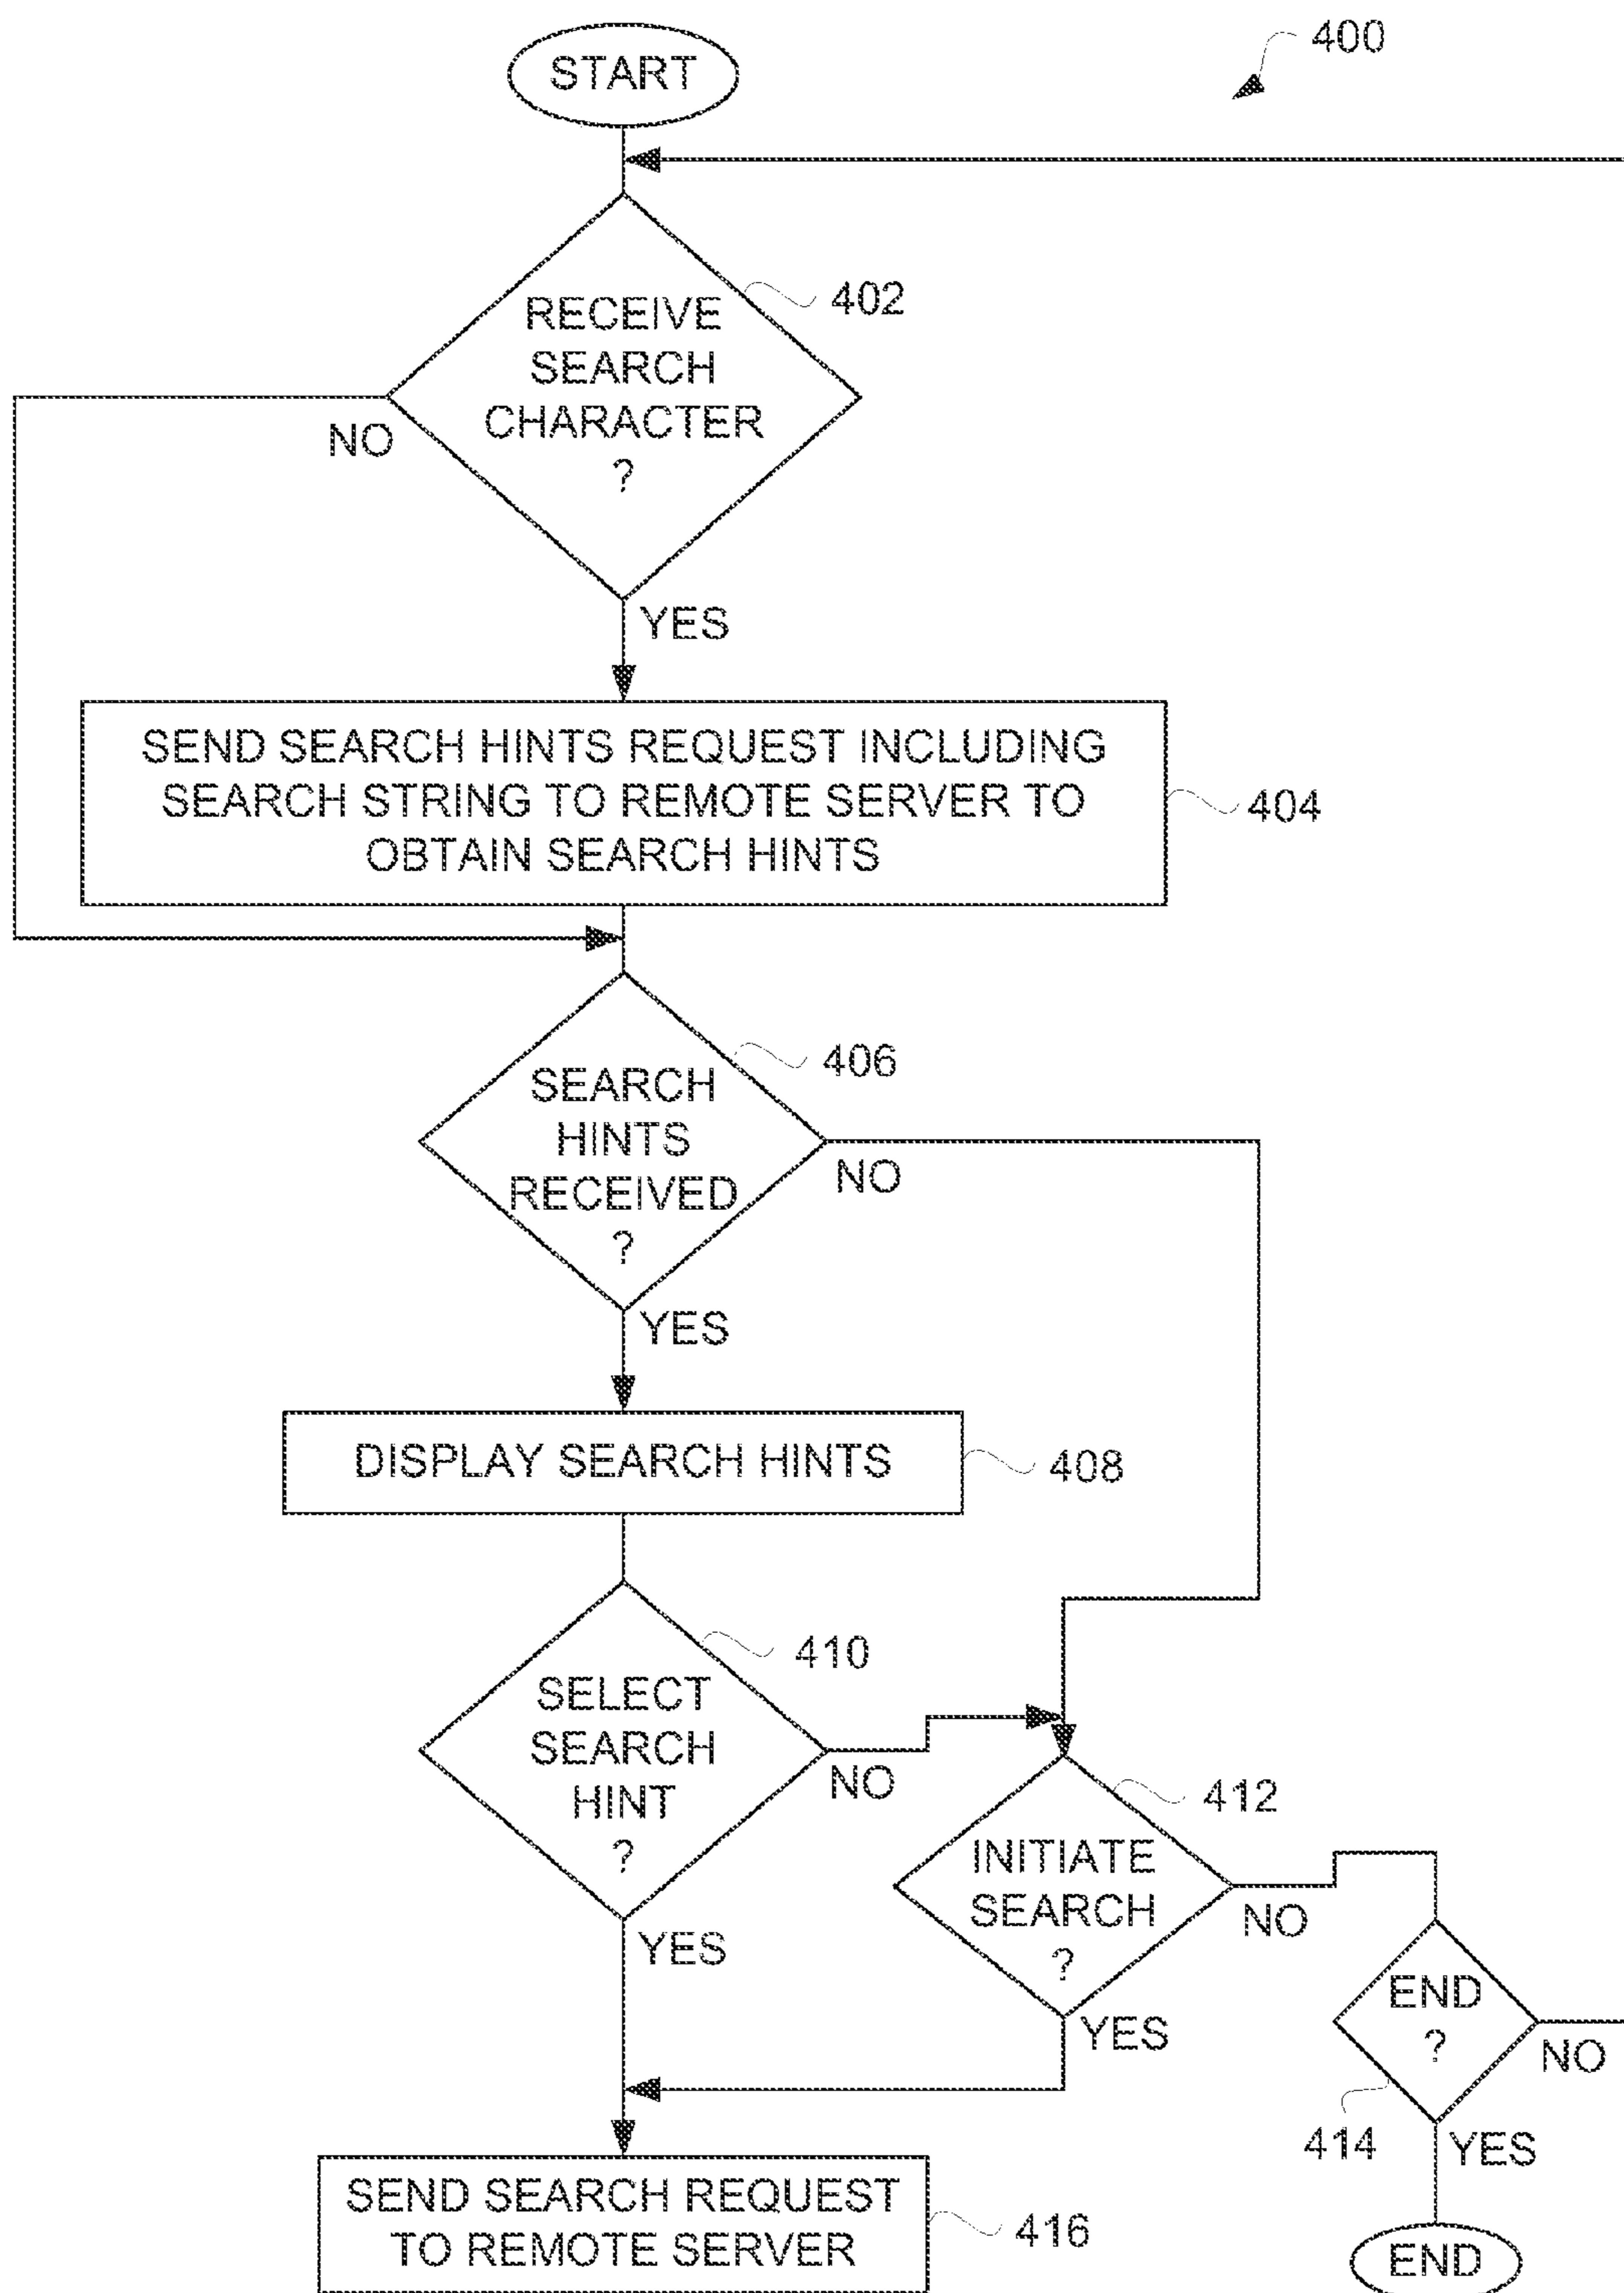 400
START
402
RECEIVE
SEARCH
CHARACTER
?
NO
YES
SEND SEARCH HINTS REQUEST INCLUDING
SEARCH STRING TO REMOTE SERVER TO
OBTAIN SEARCH HINTS
404
406
SEARCH
HINTS
RECEIVED
?
NO
YES
DISPLAY SEARCH HINTS
408
410
SELECT
SEARCH
HINT
?
NO
YES
412
INITIATE
SEARCH
?
NO
YES
END
?
NO
414
YES
SEND SEARCH REQUEST
TO REMOTE SERVER
416
END